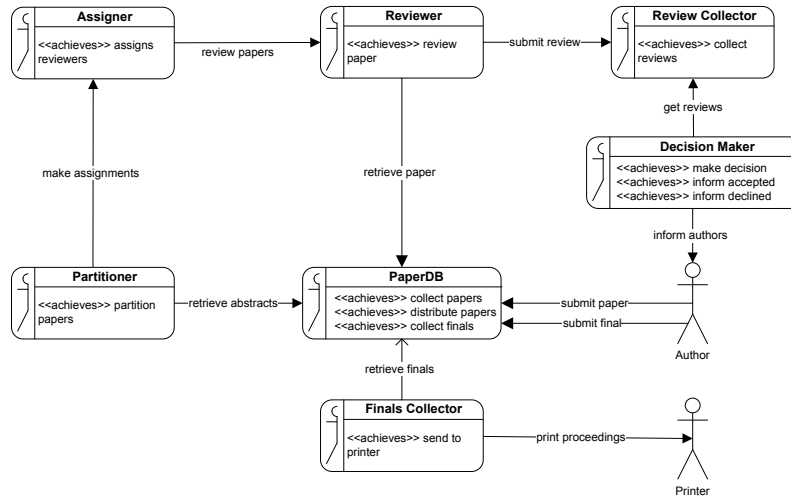 Assigner
<<achieves>> assigns
reviewers
review papers
Reviewer
<<achieves>> review
paper
submit review
Review Collector
<<achieves>> collect
reviews
get reviews
Decision Maker
<<achieves>> make decision
<<achieves>> inform accepted
<<achieves>> inform declined
make assignments
retrieve paper
inform authors
Partitioner
<<achieves>> partition
papers
retrieve abstracts
PaperDB
<<achieves>> collect papers
<<achieves>> distribute papers
<<achieves>> collect finals
submit paper
submit final
Author
retrieve finals
Finals Collector
<<achieves>> send to
printer
print proceedings
Printer